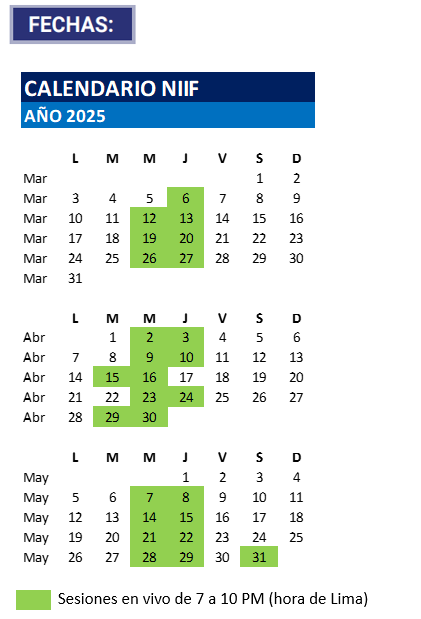 FECHAS:
CALENDARIO NIIF
AÑO 2025
L M M J V S D
Mar 1 2
Mar 3 4 5 6 7 8 9
Mar 10 11 12 13 14 15 16
Mar 17 18 19 20 21 22 23
Mar 24 25 26 27 28 29 30
Mar 31
L M M J V S D
Abr 1 2 3 4 5 6
Abr 7 8 9 10 11 12 13
Abr 14 15 16 17 18 19 20
Abr 21 22 23 24 25 26 27
Abr 28 29 30
L M M J V S D
May 1 2 3 4
May 5 6 7 8 9 10 11
May 12 13 14 15 16 17 18
May 19 20 21 22 23 24 25
May 26 27 28 29 30 31
Sesiones en vivo de 7 a 10 PM (hora de Lima)